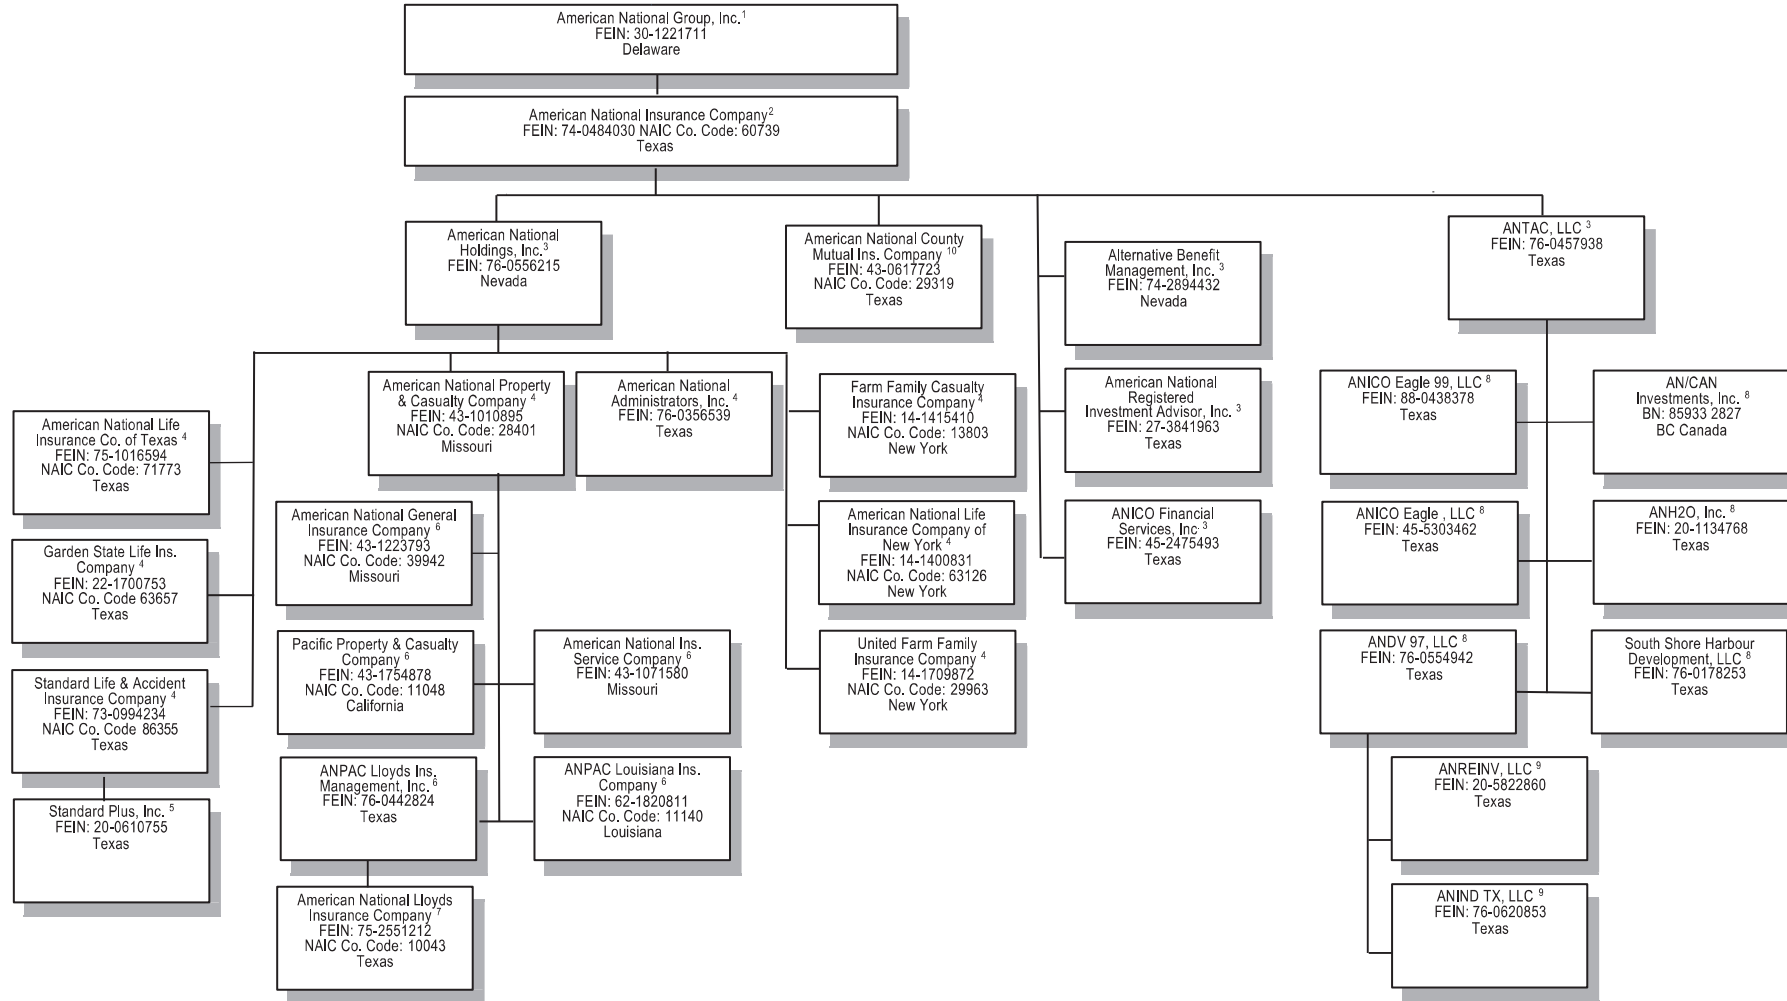 American National Group, Inc.¹
FEIN: 30-1221711
Delaware
American National Insurance Company²
FEIN: 74-0484030 NAIC Co. Code: 60739
Texas
American National
Holdings, Inc.³
FEIN: 76-0556215
Nevada
American National County
Mutual Ins. Company ¹⁰
FEIN: 43-0617723
NAIC Co. Code: 29319
Texas
Alternative Benefit
Management, Inc. ³
FEIN: 74-2894432
Nevada
ANTAC, LLC ³
FEIN: 76-0457938
Texas
American National Life
Insurance Co. of Texas ⁴
FEIN: 75-1016594
NAIC Co. Code: 71773
Texas
American National Property
& Casualty Company ⁴
FEIN: 43-1010895
NAIC Co. Code: 28401
Missouri
American National
Administrators, Inc. ⁴
FEIN: 76-0356539
Texas
Farm Family Casualty
Insurance Company ⁴
FEIN: 14-1415410
NAIC Co. Code: 13803
New York
American National
Registered
Investment Advisor, Inc. ³
FEIN: 27-3841963
Texas
ANICO Eagle 99, LLC ⁸
FEIN: 88-0438378
Texas
AN/CAN
Investments, Inc. ⁸
BN: 85933 2827
BC Canada
Garden State Life Ins.
Company ⁴
FEIN: 22-1700753
NAIC Co. Code 63657
Texas
American National General
Insurance Company ⁶
FEIN: 43-1223793
NAIC Co. Code: 39942
Missouri
American National Life
Insurance Company of
New York ⁴
FEIN: 14-1400831
NAIC Co. Code: 63126
New York
ANICO Financial
Services, Inc. ³
FEIN: 45-2475493
Texas
ANICO Eagle , LLC ⁸
FEIN: 45-5303462
Texas
ANH2O, Inc. ⁸
FEIN: 20-1134768
Texas
Standard Life & Accident
Insurance Company ⁴
FEIN: 73-0994234
NAIC Co. Code 86355
Texas
Pacific Property & Casualty
Company ⁶
FEIN: 43-1754878
NAIC Co. Code: 11048
California
American National Ins.
Service Company ⁶
FEIN: 43-1071580
Missouri
United Farm Family
Insurance Company ⁴
FEIN: 14-1709872
NAIC Co. Code: 29963
New York
ANDV 97, LLC ⁸
FEIN: 76-0554942
Texas
South Shore Harbour
Development, LLC ⁸
FEIN: 76-0178253
Texas
Standard Plus, Inc. ⁵
FEIN: 20-0610755
Texas
ANPAC Lloyds Ins.
Management, Inc. ⁶
FEIN: 76-0442824
Texas
ANPAC Louisiana Ins.
Company ⁶
FEIN: 62-1820811
NAIC Co. Code: 11140
Louisiana
ANREINV, LLC ⁹
FEIN: 20-5822860
Texas
American National Lloyds
Insurance Company ⁷
FEIN: 75-2551212
NAIC Co. Code: 10043
Texas
ANIND TX, LLC ⁹
FEIN: 76-0620853
Texas